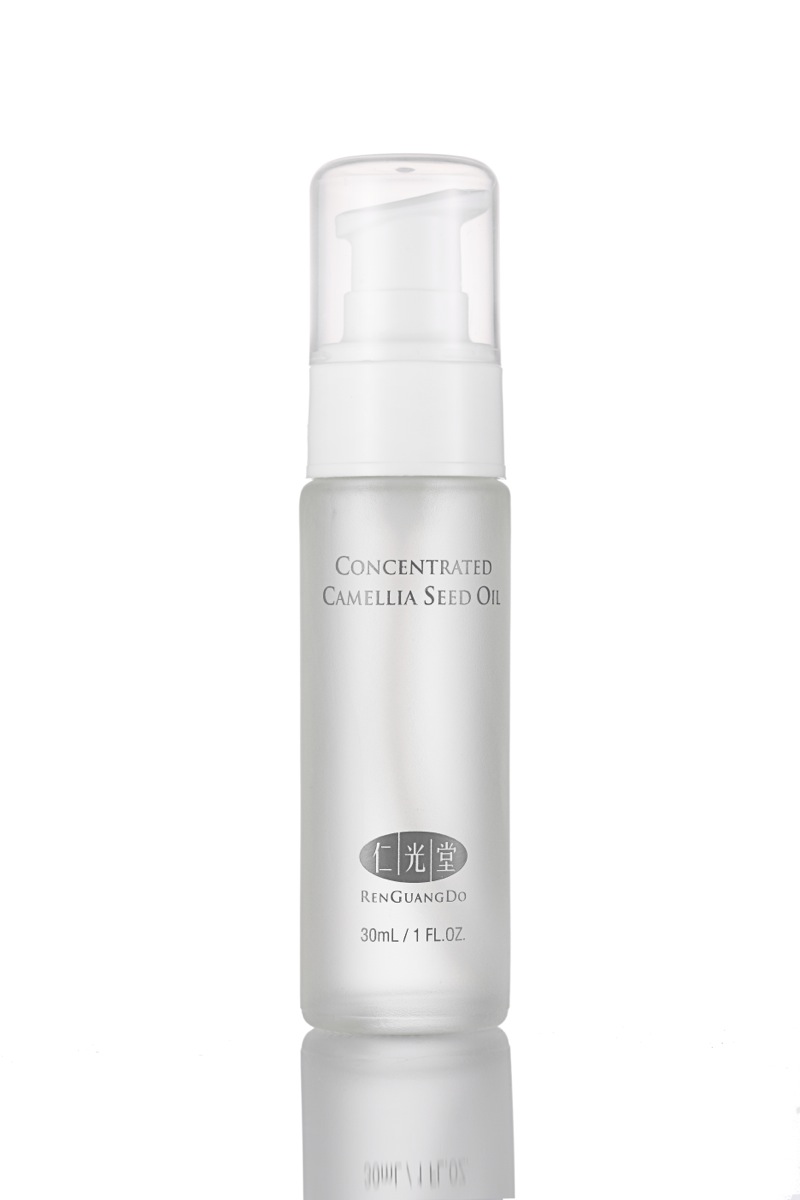 CONCENTRATED
CAMELLIA SEED OIL
仁光堂
RENGUANGDO
30mL / 1 FL.OZ.